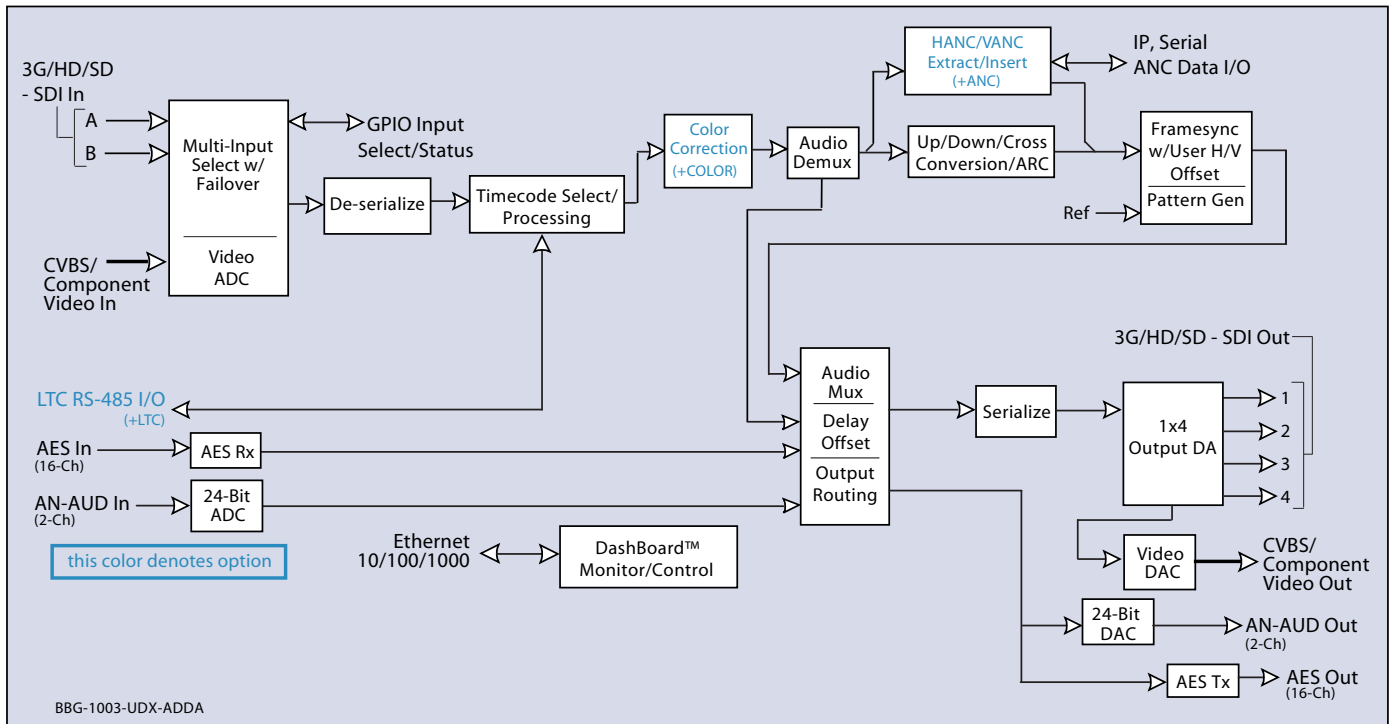 3G/HD/SD
- SDI In
A
B
Multi-Input
Select w/
Failover
Video
ADC
GPIO Input
Select/Status
CVBS/
Component
Video In
De-serialize
Timecode Select/
Processing
Color
Correction
(+COLOR)
Audio
Demux
HANC/VANC
Extract/Insert
(+ANC)
IP, Serial
ANC Data I/O
Up/Down/Cross
Conversion/ARC
Framesync
w/User H/V
Offset
Pattern Gen
Ref
LTC RS-485 I/O
(+LTC)
AES In
(16-Ch)
AES Rx
AN-AUD In
(2-Ch)
24-Bit
ADC
this color denotes option
Ethernet
10/100/1000
DashBoard™
Monitor/Control
Audio
Mux
Delay
Offset
Output
Routing
Serialize
1x4
Output DA
3G/HD/SD - SDI Out
1
2
3
4
Video
DAC
CVBS/
Component
Video Out
24-Bit
DAC
AN-AUD Out
(2-Ch)
AES Tx
AES Out
(16-Ch)
BBG-1003-UDX-ADDA